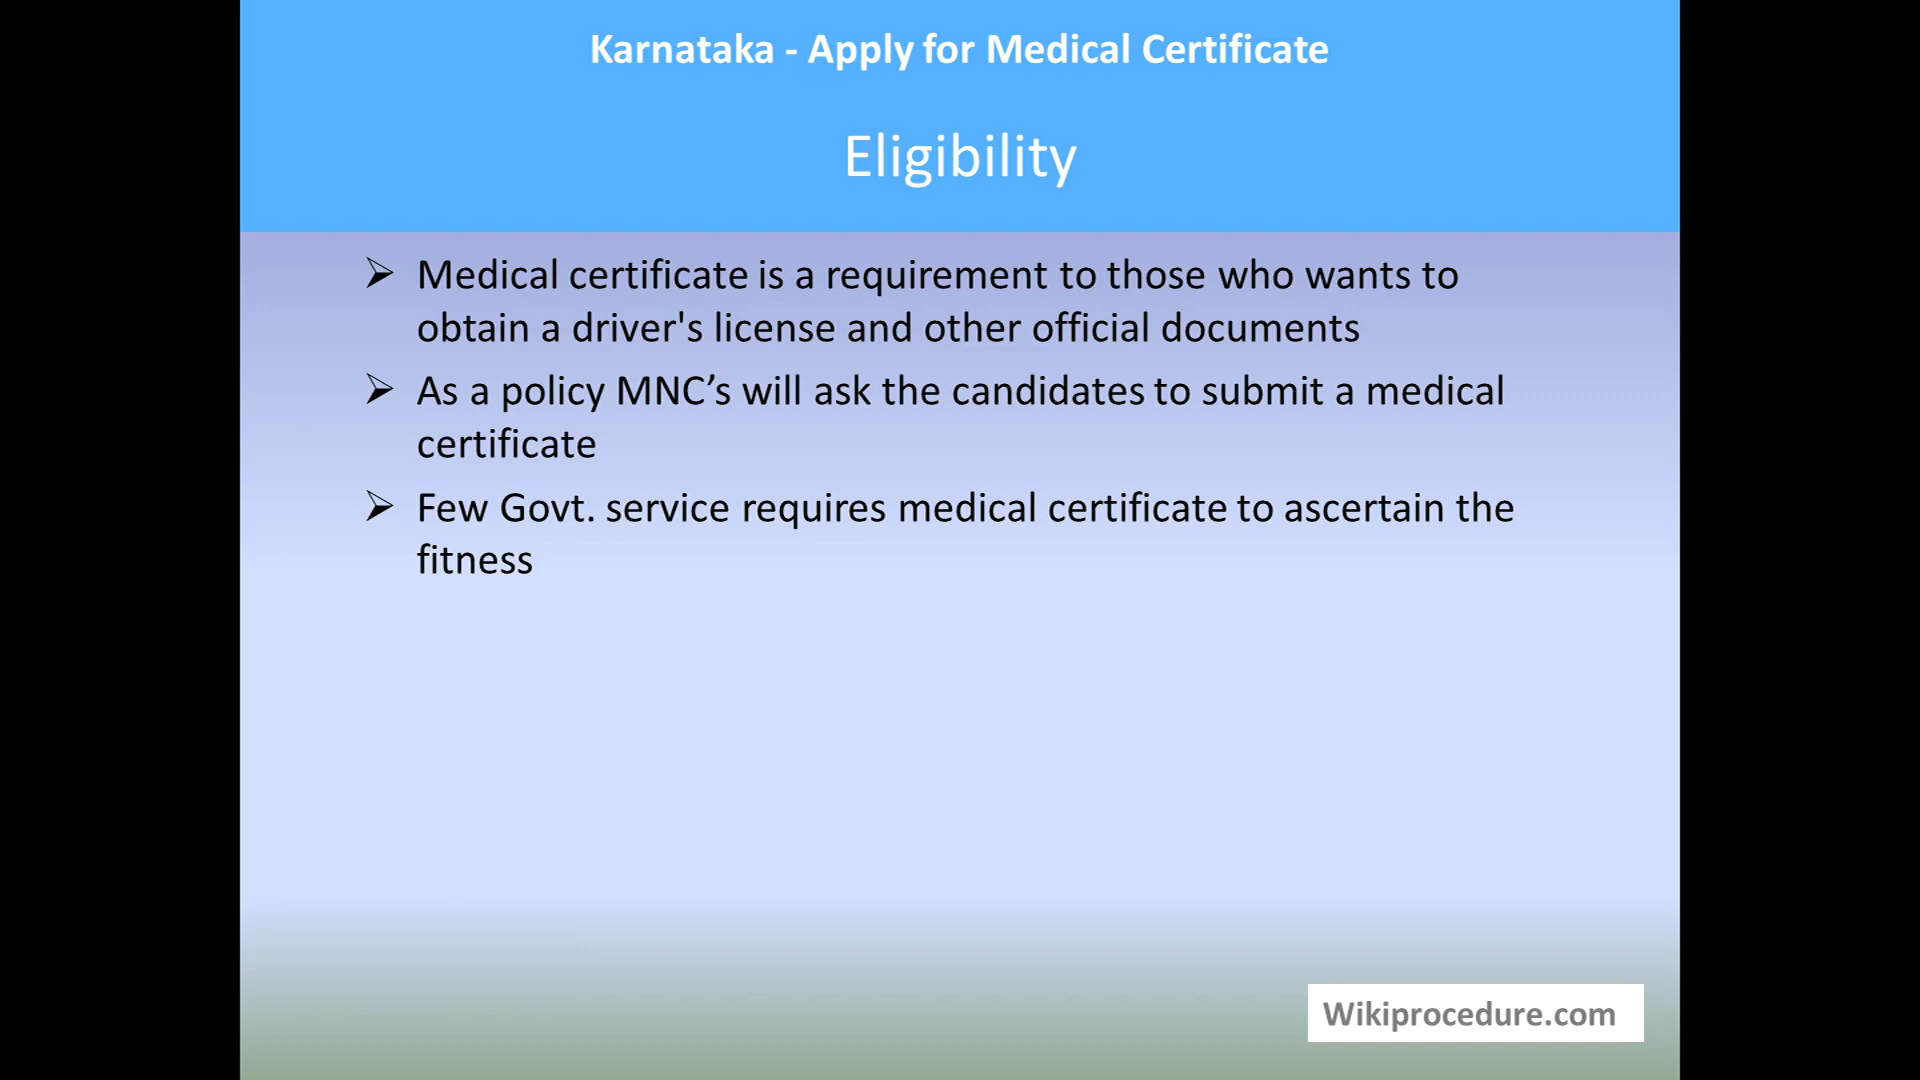 Karnataka - Apply for Medical Certificate
Eligibility
➢ Medical certificate is a requirement to those who wants to
obtain a driver's license and other official documents
➢ As a policy MNC’s will ask the candidates to submit a medical
certificate
➢ Few Govt. service requires medical certificate to ascertain the
fitness
Wikiprocedure.com